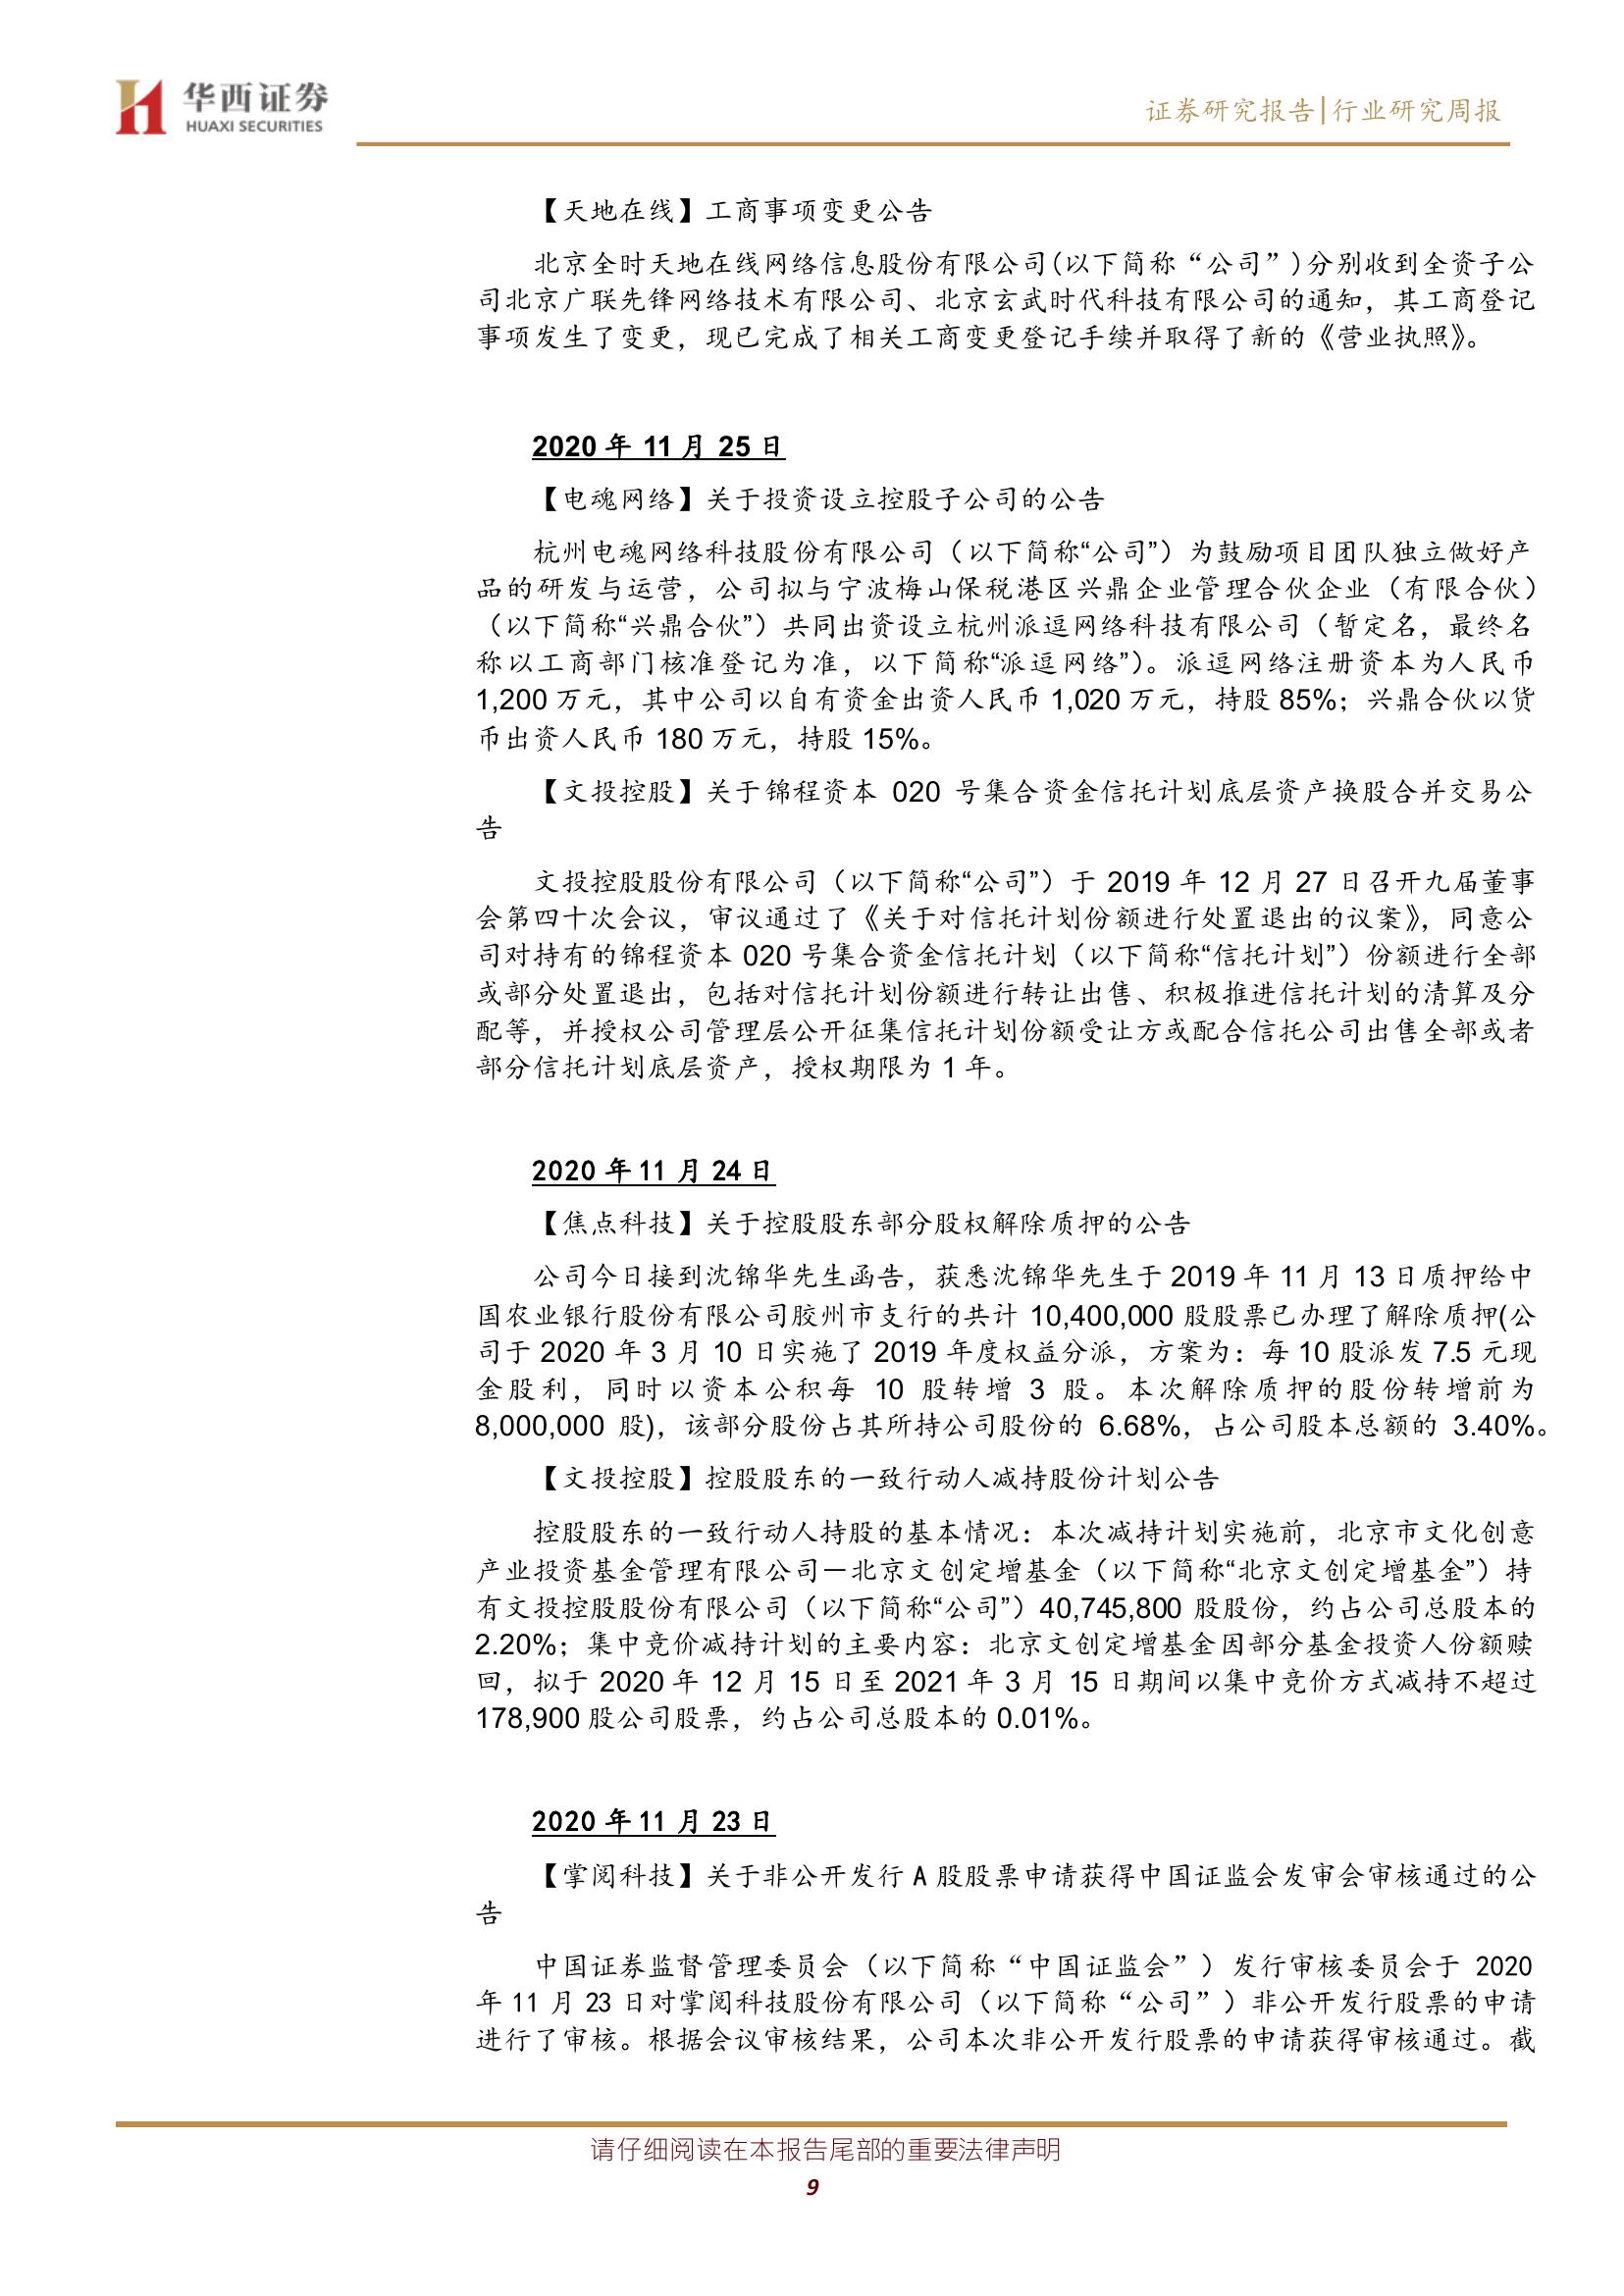 华西证券
HUAXI SECURITIES
证券研究报告|行业研究周报
【天地在线】工商事项变更公告
北京全时天地在线网络信息股份有限公司(以下简称“公司”)分别收到全资子公
司北京广联先锋网络技术有限公司、北京玄武时代科技有限公司的通知，其工商登记
事项发生了变更，现已完成了相关工商变更登记手续并取得了新的《营业执照》。
2020 年 11 月 25 日
【电魂网络】关于投资设立控股子公司的公告
杭州电魂网络科技股份有限公司（以下简称“公司”）为鼓励项目团队独立做好产
品的研发与运营，公司拟与宁波梅山保税港区兴鼎企业管理合伙企业（有限合伙）
（以下简称“兴鼎合伙”）共同出资设立杭州派逗网络科技有限公司（暂定名，最终名
称以工商部门核准登记为准，以下简称“派逗网络”）。派逗网络注册资本为人民币
1,200 万元，其中公司以自有资金出资人民币 1,020 万元，持股 85%；兴鼎合伙以货
币出资人民币 180 万元，持股 15%。
【文投控股】关于锦程资本 020 号集合资金信托计划底层资产换股合并交易公
告
文投控股股份有限公司（以下简称“公司”）于 2019 年 12 月 27 日召开九届董事
会第四十次会议，审议通过了《关于对信托计划份额进行处置退出的议案》，同意公
司对持有的锦程资本 020 号集合资金信托计划（以下简称“信托计划”）份额进行全部
或部分处置退出，包括对信托计划份额进行转让出售、积极推进信托计划的清算及分
配等，并授权公司管理层公开征集信托计划份额受让方或配合信托公司出售全部或者
部分信托计划底层资产，授权期限为 1 年。
2020 年 11 月 24 日
【焦点科技】关于控股股东部分股权解除质押的公告
公司今日接到沈锦华先生函告，获悉沈锦华先生于 2019 年 11 月 13 日质押给中
国农业银行股份有限公司胶州市支行的共计 10,400,000 股股票已办理了解除质押(公
司于 2020 年 3 月 10 日实施了 2019 年度权益分派，方案为：每 10 股派发 7.5 元现
金股利，同时以资本公积每 10 股转增 3 股。本次解除质押的股份转增前为
8,000,000 股)，该部分股份占其所持公司股份的 6.68%，占公司股本总额的 3.40%。
【文投控股】控股股东的一致行动人减持股份计划公告
控股股东的一致行动人持股的基本情况：本次减持计划实施前，北京市文化创意
产业投资基金管理有限公司－北京文创定增基金（以下简称“北京文创定增基金”）持
有文投控股股份有限公司（以下简称“公司”）40,745,800 股股份，约占公司总股本的
2.20%；集中竞价减持计划的主要内容：北京文创定增基金因部分基金投资人份额赎
回，拟于 2020 年 12 月 15 日至 2021 年 3 月 15 日期间以集中竞价方式减持不超过
178,900 股公司股票，约占公司总股本的 0.01%。
2020 年 11 月 23 日
【掌阅科技】关于非公开发行 A 股股票申请获得中国证监会发审会审核通过的公
告
中国证券监督管理委员会（以下简称“中国证监会”）发行审核委员会于 2020
年 11 月 23 日对掌阅科技股份有限公司（以下简称“公司”）非公开发行股票的申请
进行了审核。根据会议审核结果，公司本次非公开发行股票的申请获得审核通过。截
请仔细阅读在本报告尾部的重要法律声明
9